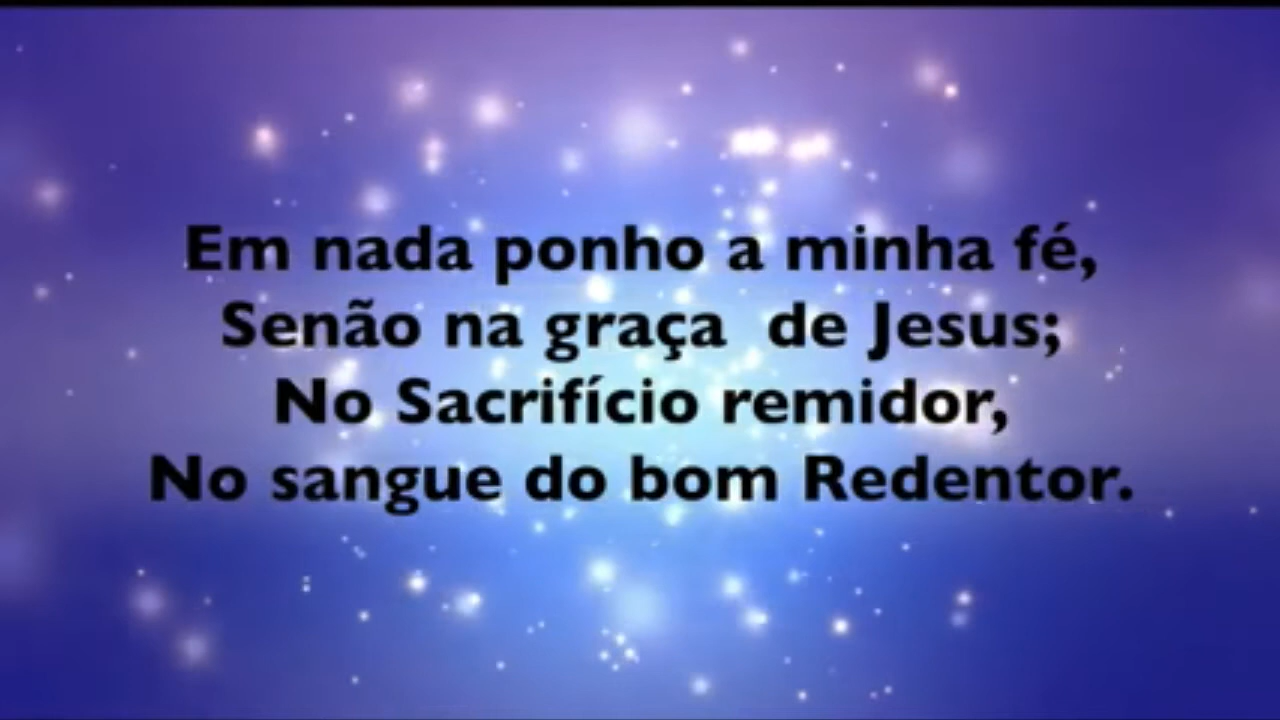 Em nada ponho a minha fé,
Senão na graça  de Jesus;
No Sacrifício remidor,
No sangue do bom Redentor.